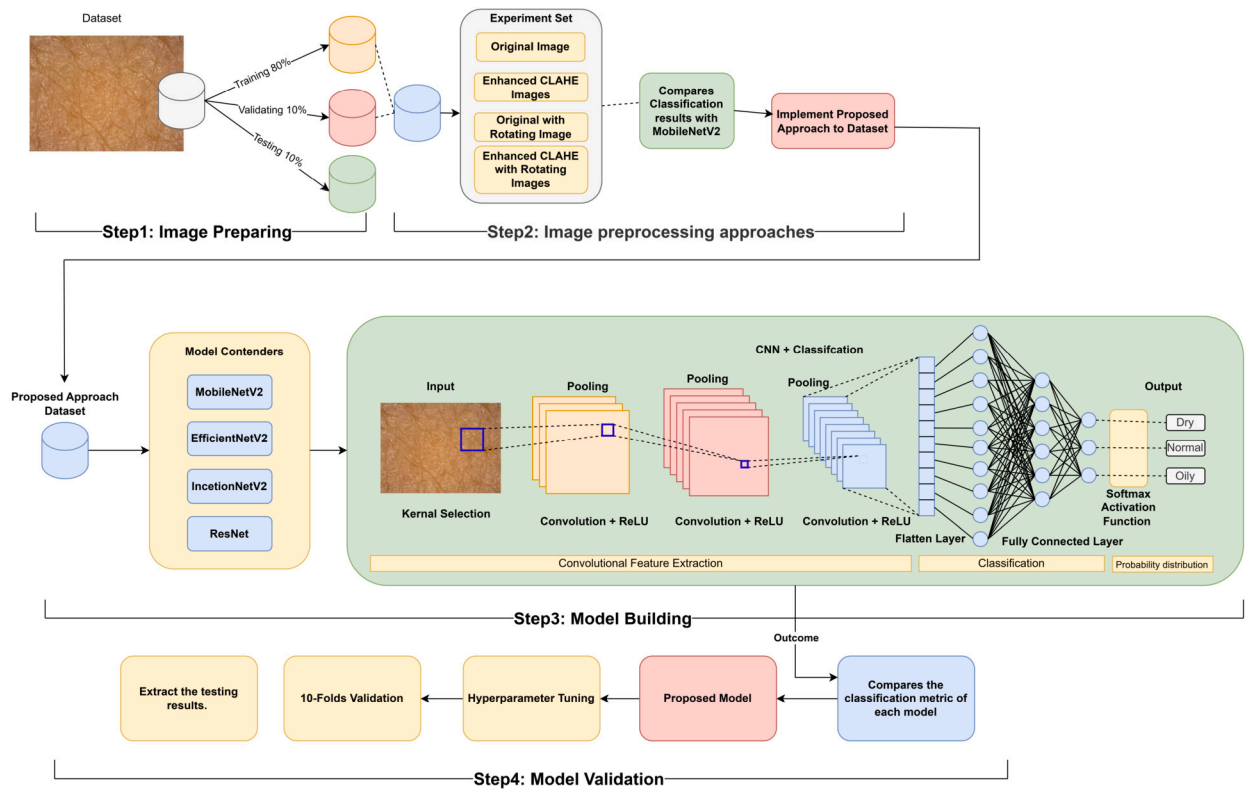 Dataset
Training 80%
Validating 10%
Testing 10%
Experiment Set
Original Image
Enhanced CLAHE
Images
Original with
Rotating Image
Enhanced CLAHE
with Rotating
Images
Compares
Classification
results with
MobileNetV2
Implement Proposed
Approach to Dataset
Step1: Image Preparing
Step2: Image preprocessing approaches
Proposed Approach
Dataset
Model Contenders
MobileNetV2
EfficientNetV2
IncetionNetV2
ResNet
CNN + Classifcation
Input
Pooling
Pooling
Pooling
Output
Dry
Normal
Oily
Kernal Selection
Convolution + ReLU
Convolution + ReLU
Convolution + ReLU
Flatten Layer
Fully Connected Layer
Softmax
Activation
Function
Convolutional Feature Extraction
Classification
Probability distribution
Step3: Model Building
Outcome
Extract the testing
results.
10-Folds Validation
Hyperparameter Tuning
Proposed Model
Compares the
classification metric of
each model
Step4: Model Validation